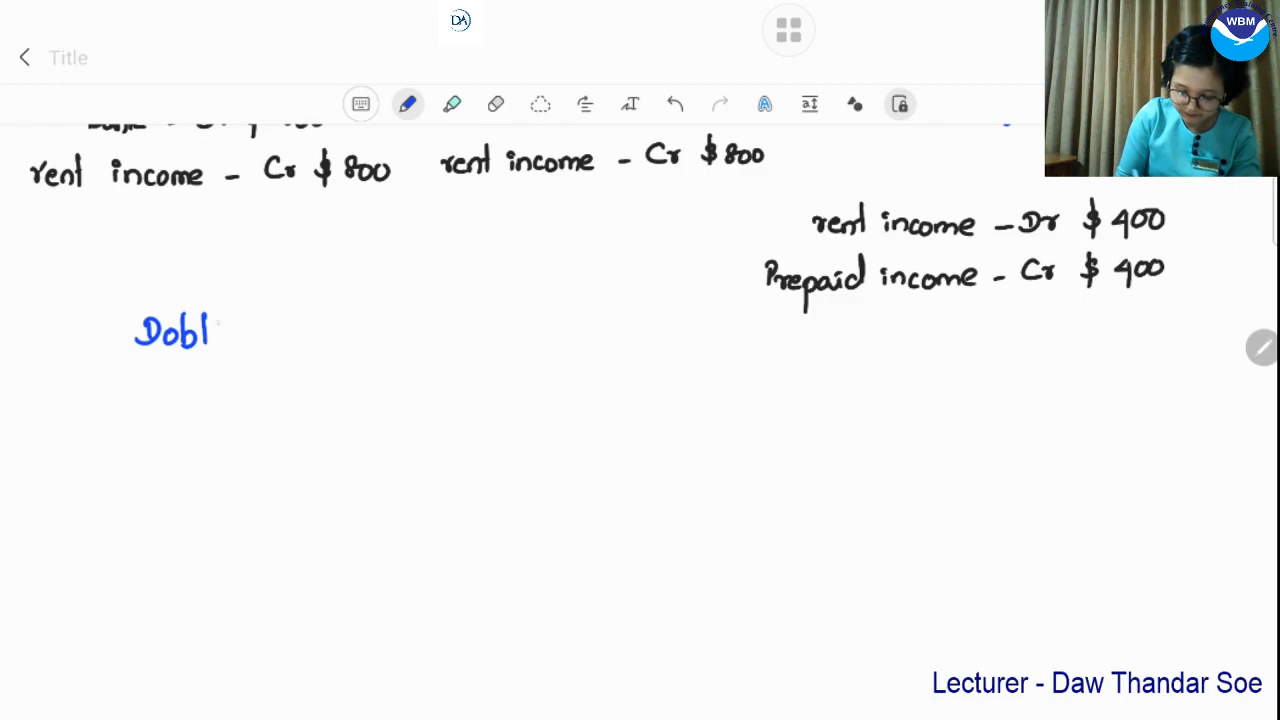 DA
WBM
Title
rent income - Cr $ 800
rent income - Cr $ 800
rent income - Dr $ 400
Prepaid income - Cr $ 400
Dobl
Lecturer - Daw Thandar Soe